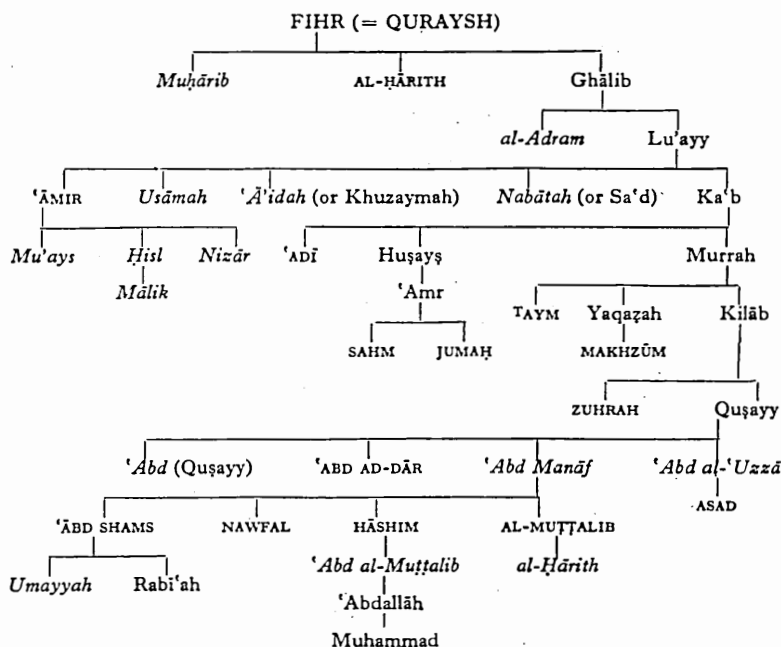 FIHR (= QURAYSH)
Muḥārib AL-ḤĀRITH Ghālib
al-Adram Lu'ayy
ʿĀMIR Usāmah ʿĀ'idah (or Khuzaymah) Nabātah (or Saʿd) Kaʿb
Mu'ays Ḥisl Nizār ʿADĪ Huṣayṣ Murrah
Mālik ʿAmr TAYM Yaqaẓah Kilāb
SAHM JUMAḤ MAKHZŪM
ZUHRAH Quṣayy
ʿAbd (Quṣayy) ʿABD AD-DĀR ʿAbd Manāf ʿAbd al-ʿUzzā
ASAD
ʿĀBD SHAMS NAWFAL HĀSHIM AL-MUṬṬALIB
Umayyah Rabīʿah ʿAbd al-Muṭṭalib al-Ḥārith
ʿAbdallāh
Muhammad